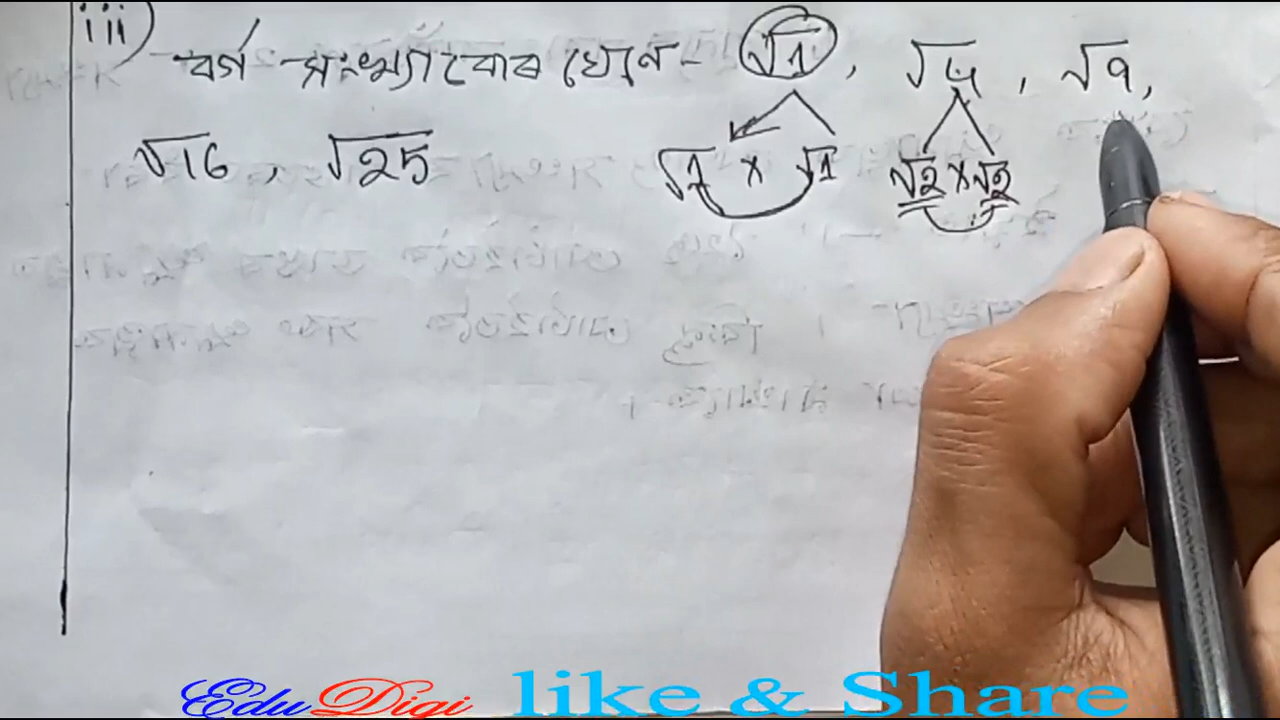 iii)
বৰ্গ সংখ্যাবোৰ যেনে- √1, √4, √9,
√16, √25
√1 x √1 √2 x √2
EduDigi like & Share